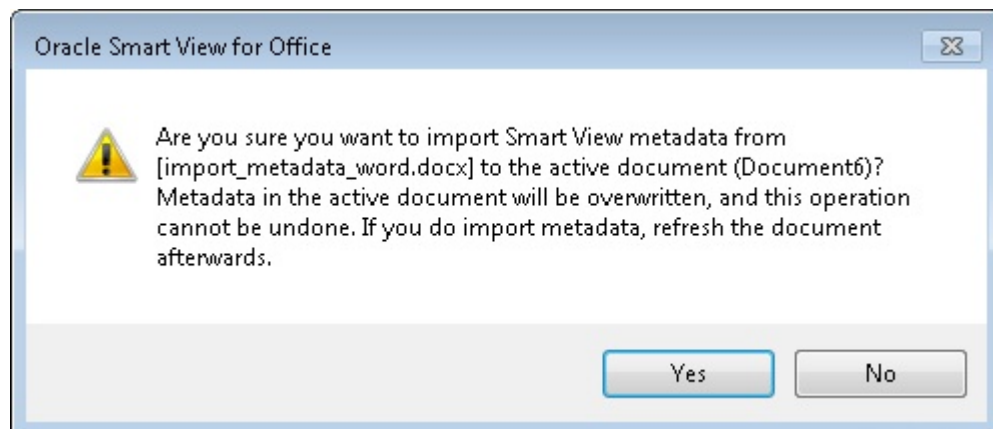 Oracle Smart View for Office
Are you sure you want to import Smart View metadata from
[import_metadata_word.docx] to the active document (Document6)?
Metadata in the active document will be overwritten, and this operation
cannot be undone. If you do import metadata, refresh the document
afterwards.
Yes No